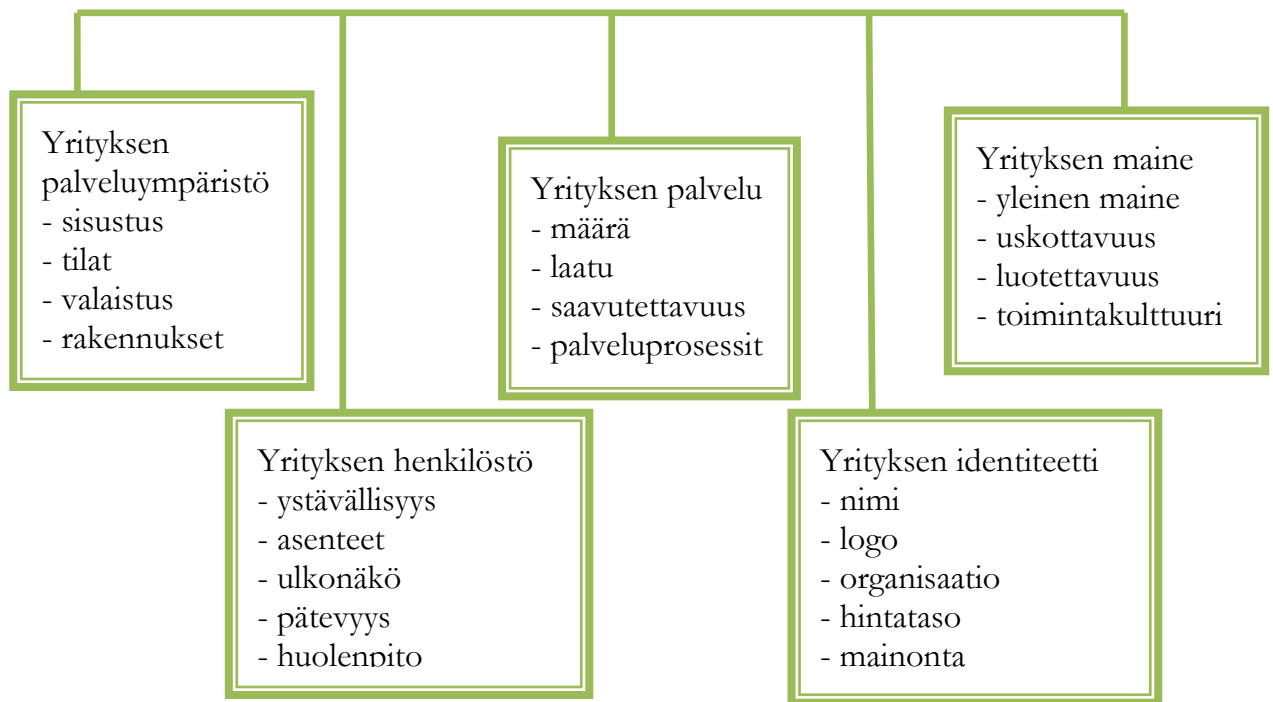 Yrityksen
palveluympäristö
- sisustus
- tilat
- valaistus
- rakennukset
Yrityksen palvelu
- määrä
- laatu
- saavutettavuus
- palveluprosessit
Yrityksen maine
- yleinen maine
- uskottavuus
- luotettavuus
- toimintakulttuuri
Yrityksen henkilöstö
- ystävällisyys
- asenteet
- ulkonäkö
- pätevyys
- huolenpito
Yrityksen identiteetti
- nimi
- logo
- organisaatio
- hintataso
- mainonta